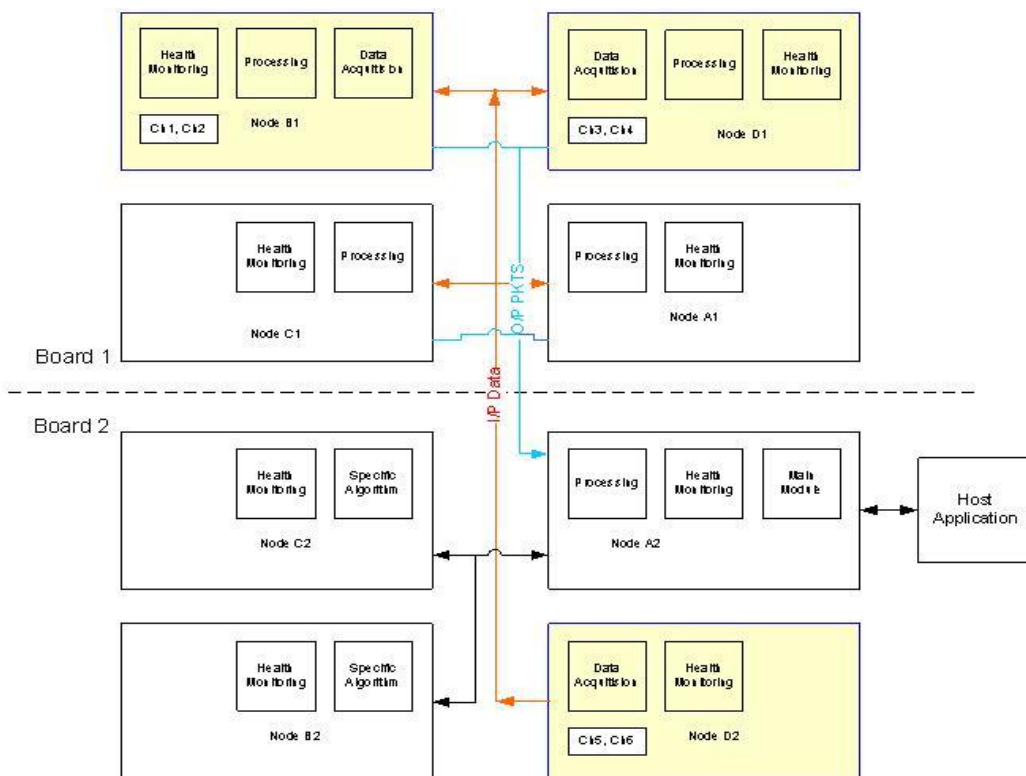 Health
Monitoring
Processing
Data
Acquitision
Ch1, Ch2
Node B1
Data
Acquitision
Processing
Health
Monitoring
Ch3, Ch4
Node D1
Health
Monitoring
Processing
Node C1
Processing
Health
Monitoring
Node A1
O/P PKTS
I/P Data
Board 1
Board 2
Health
Monitoring
Specific
Algorithm
Node C2
Processing
Health
Monitoring
Main
Module
Node A2
Host
Application
Health
Monitoring
Specific
Algorithm
Node B2
Data
Acquitision
Health
Monitoring
Ch5, Ch6
Node D2